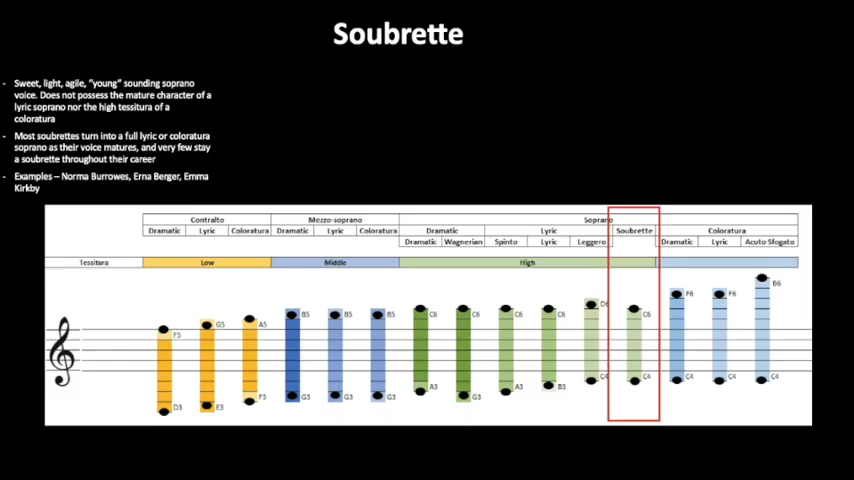 Soubrette
- Sweet, light, agile, “young” sounding soprano
voice. Does not possess the mature character of a
lyric soprano nor the high tessitura of a
coloratura
- Most soubrettes turn into a full lyric or coloratura
soprano as their voice matures, and very few stay
a soubrette throughout their career
- Examples – Norma Burrowes, Erna Berger, Emma
Kirkby
Contralto Mezzo-soprano Soprano
Dramatic Lyric Coloratura Dramatic Lyric Coloratura Dramatic Lyric Soubrette Coloratura
Dramatic Wagnerian Spinto Lyric Leggero Dramatic Lyric Acuto Sfogato
Tessitura Low Middle High
F5 G5 A5 B5 B5 B5 C6 C6 C6 C6 D6 C6 F6 F6 B6
D3 E3 F3 G3 G3 G3 A3 G3 A3 B3 C4 C4 C4 C4 C4